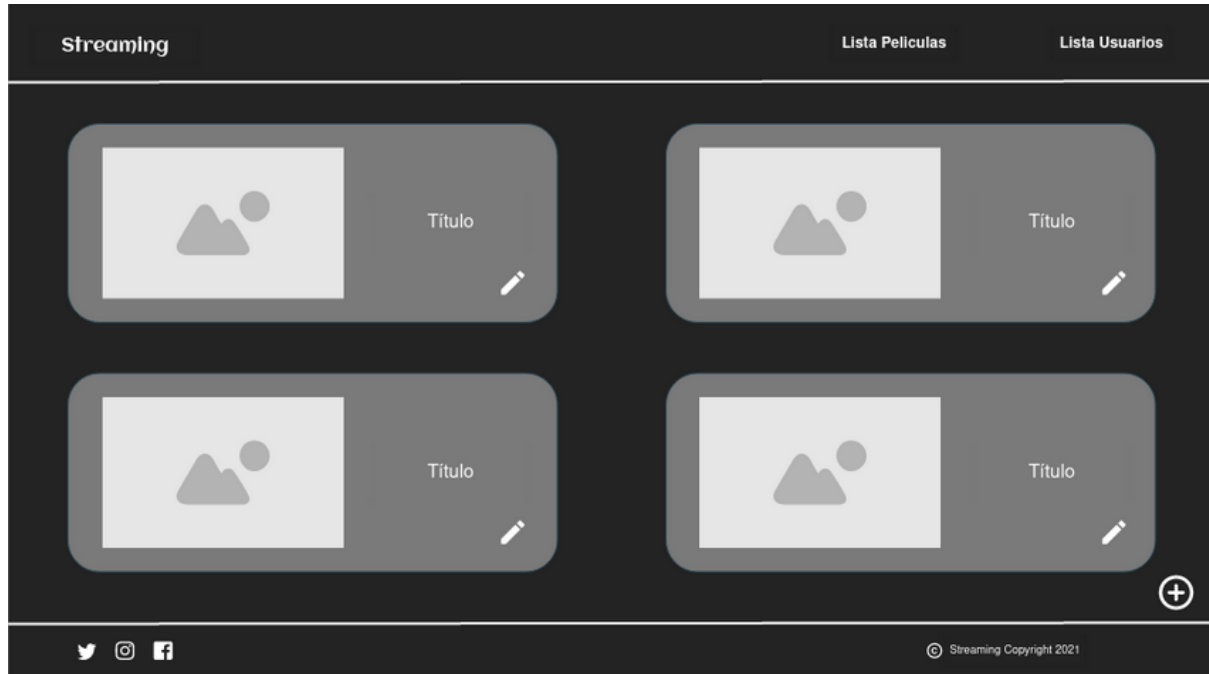 Streaming
Lista Peliculas
Lista Usuarios
Título
Título
Título
Título
© Streaming Copyright 2021